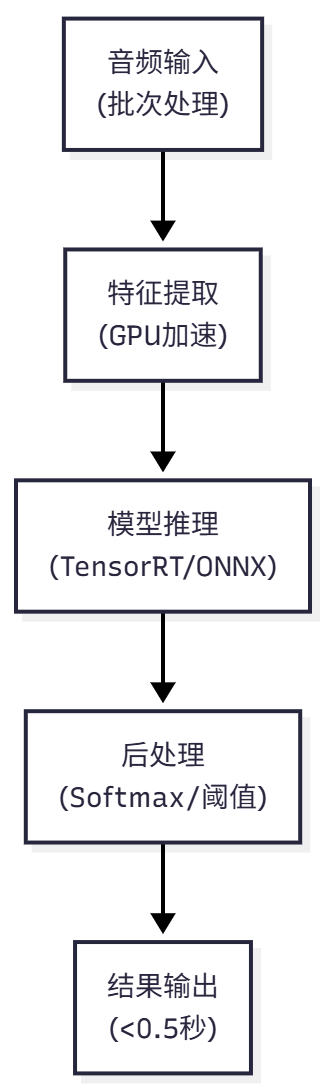 音频输入
(批次处理)
特征提取
(GPU加速)
模型推理
(TensorRT/ONNX)
后处理
(Softmax/阈值)
结果输出
(<0.5秒)